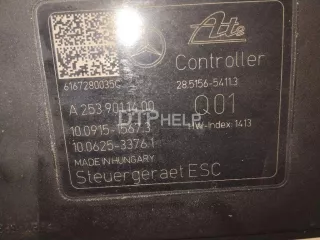 Ate
Controller
6167280035C
28.5156-5411.3
A 253 901 14 00
Q01
DTPHELP
10.0915-1567.3
HW-Index: 1413
10.0625-3376.1
MADE IN HUNGARY
Steuergeraet ESC